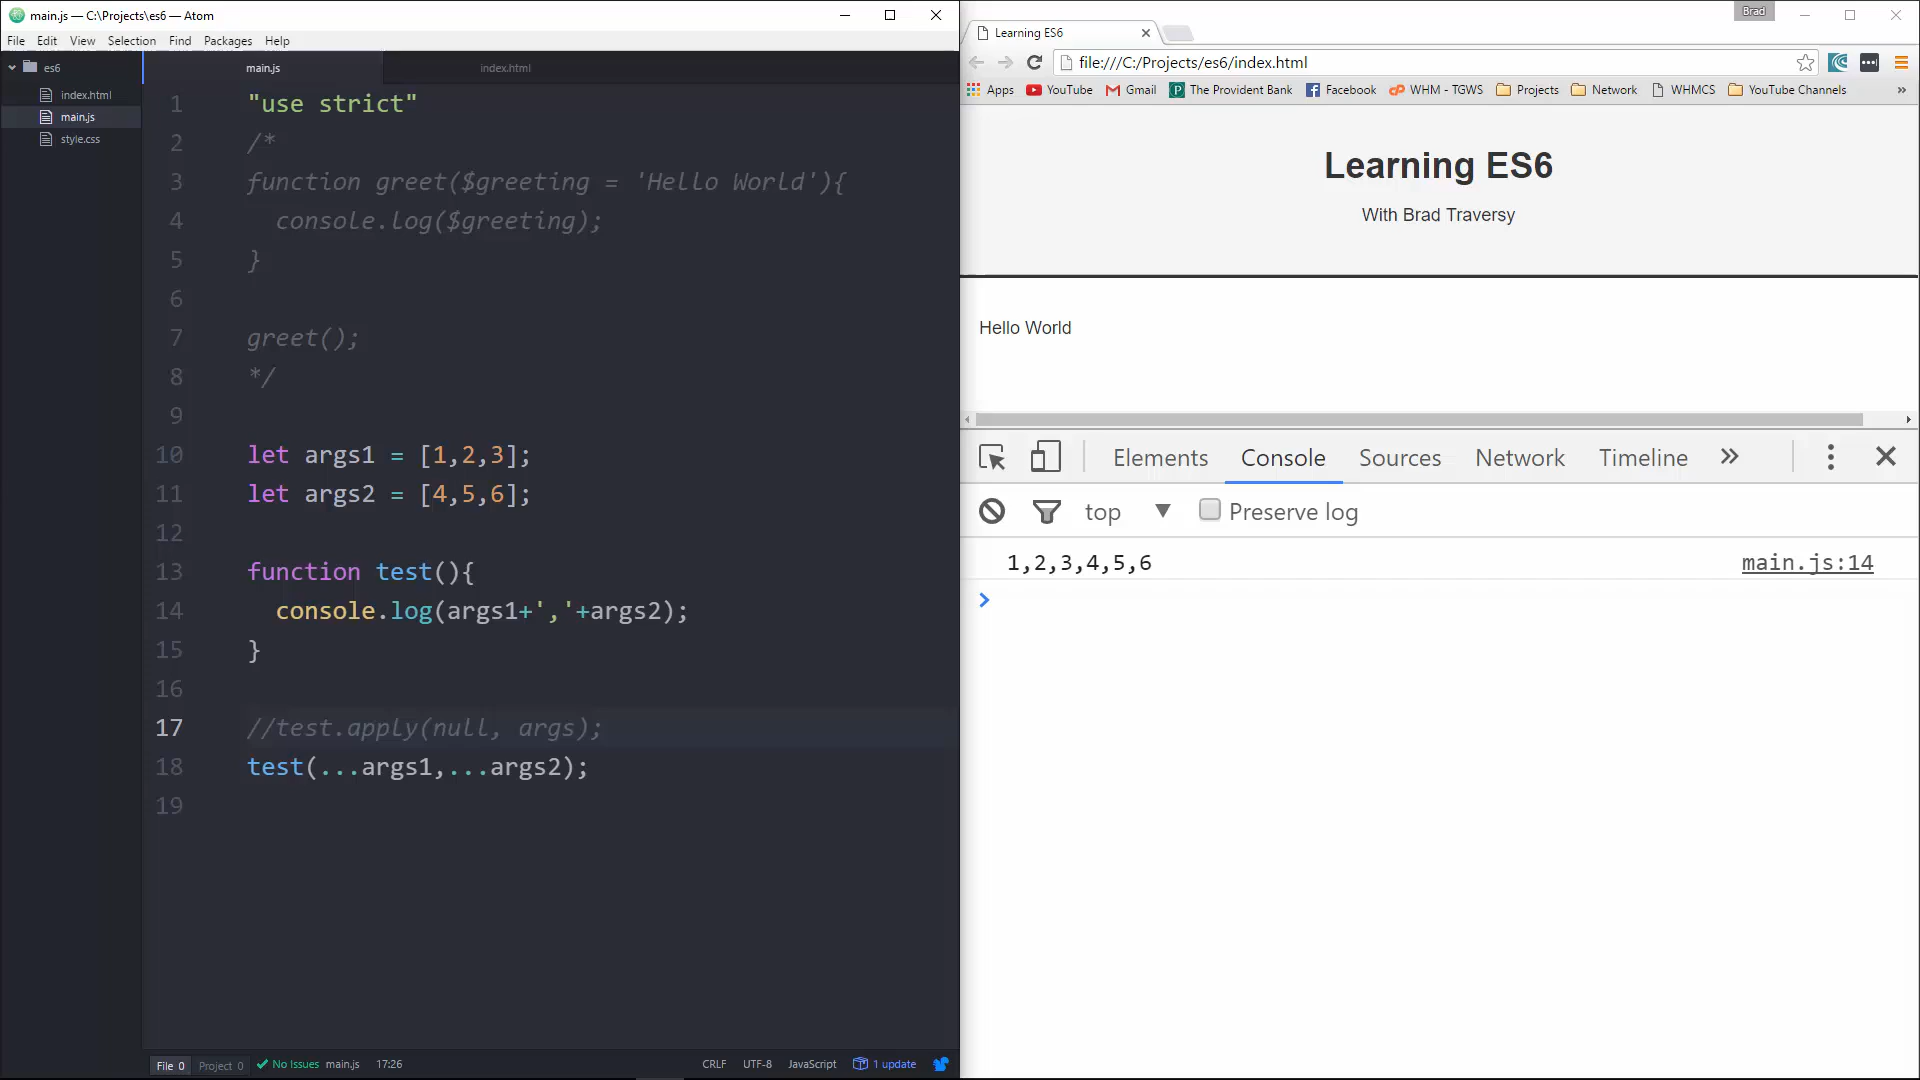 main.js — C:\Projects\es6 — Atom
File Edit View Selection Find Packages Help
es6
index.html
main.js
style.css
main.js index.html
1 "use strict"
2 /*
3 function greet($greeting = 'Hello World'){
4 console.log($greeting);
5 }
6
7 greet();
8 */
9
10 let args1 = [1,2,3];
11 let args2 = [4,5,6];
12
13 function test(){
14 console.log(args1+','+args2);
15 }
16
17 //test.apply(null, args);
18 test(...args1,...args2);
19
File 0 Project 0 No Issues main.js 17:26 CRLF UTF-8 JavaScript 1 update
Brad
Learning ES6
file:///C:/Projects/es6/index.html
Apps YouTube Gmail The Provident Bank Facebook WHM - TGWS Projects Network WHMCS YouTube Channels »
Learning ES6
With Brad Traversy
Hello World
Elements Console Sources Network Timeline »
top Preserve log
1,2,3,4,5,6 main.js:14
>